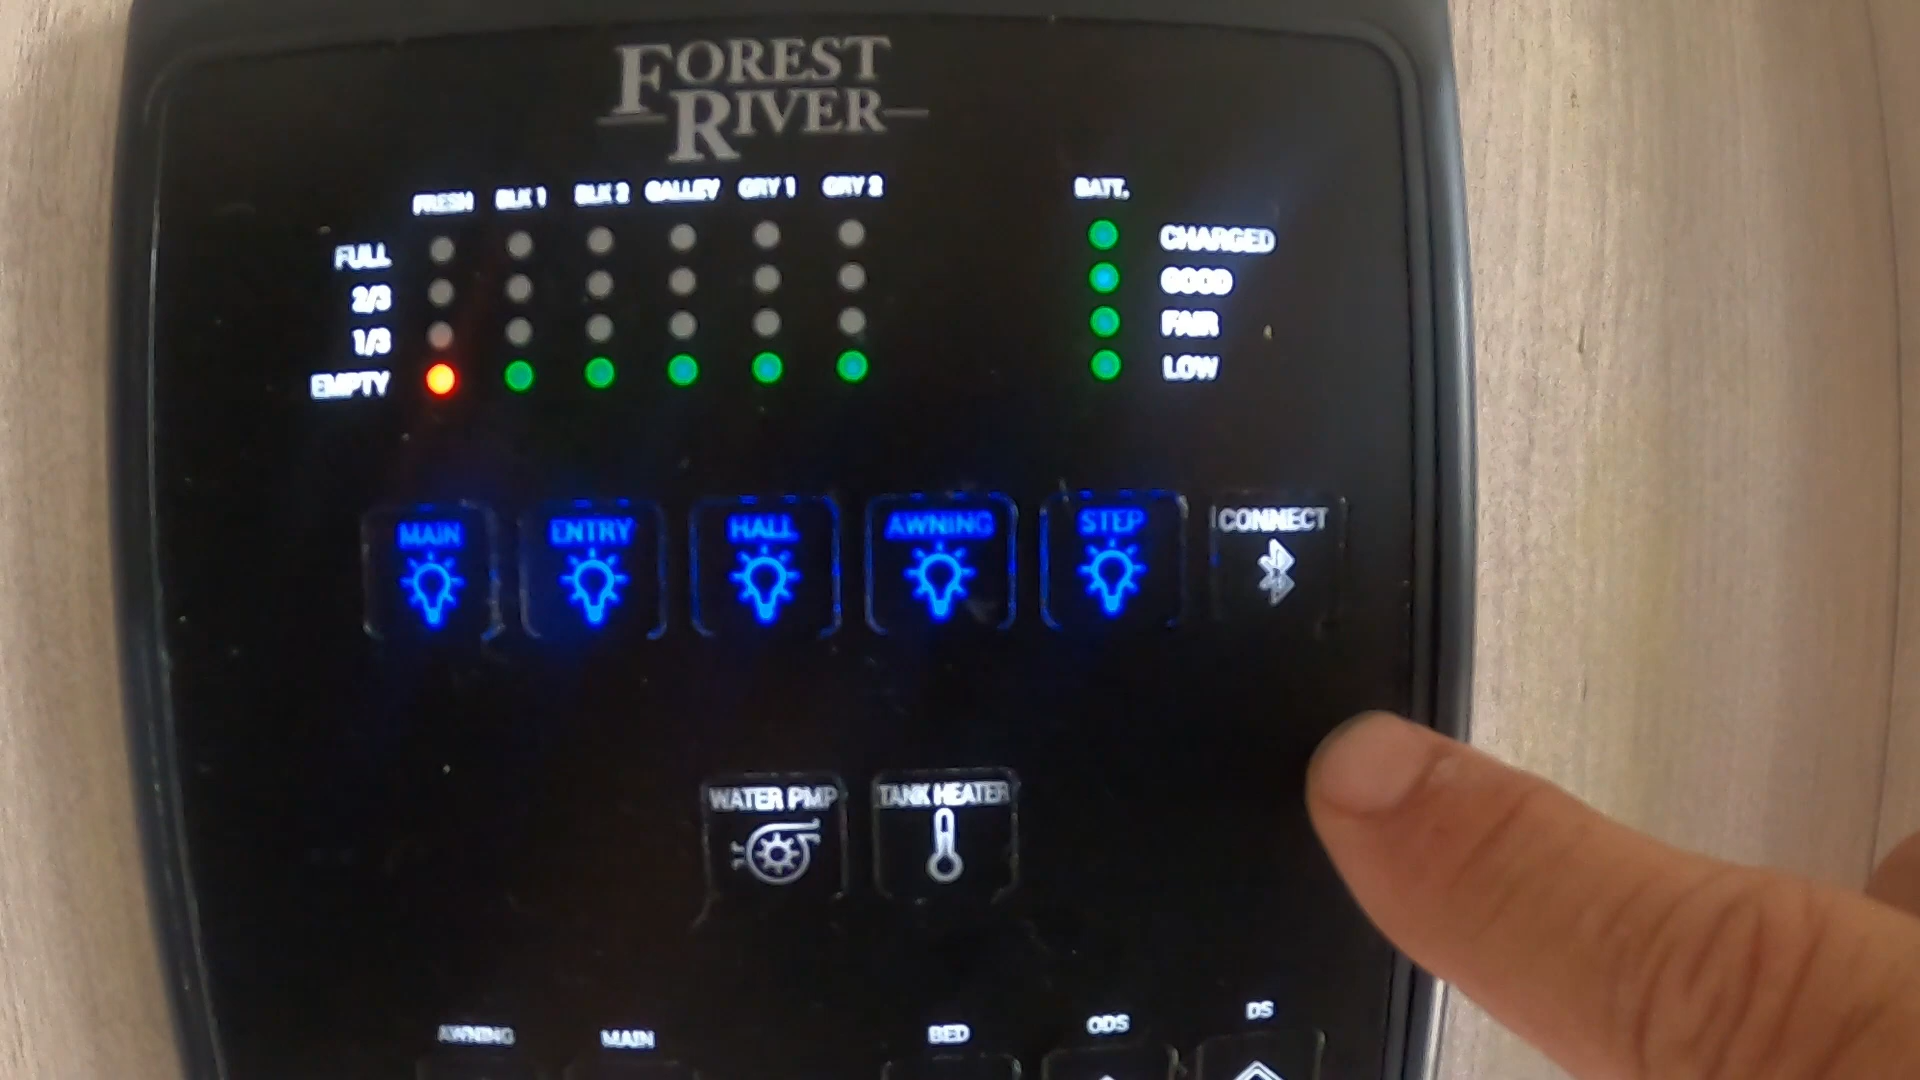 FOREST
RIVER
FRESH BLK 1 BLK 2 GALLEY GRY 1 GRY 2 BATT.
FULL CHARGED
2/3 GOOD
1/3 FAIR
EMPTY LOW
MAIN ENTRY HALL AWNING STEP CONNECT
WATER PMP TANK HEATER
AWNING MAIN BED ODS DS